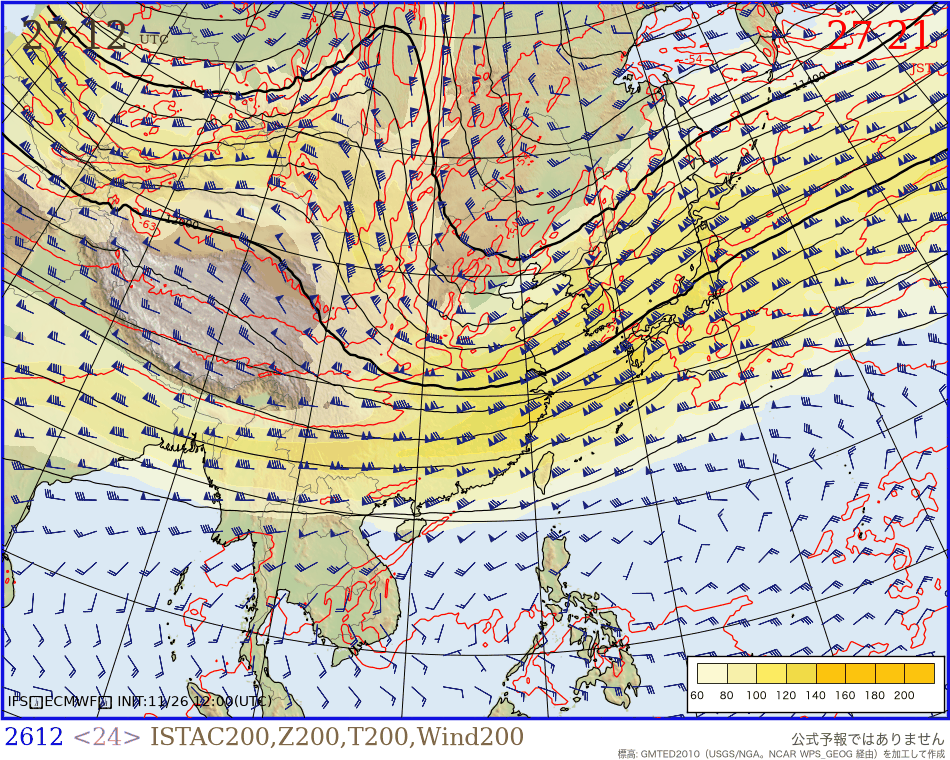 27 12 UTC
27 21
JST
-54
11400
-63
12000
60 80 100 120 140 160 180 200
IFS□ECMWF□ INIT:11/26 12:00(UTC)
2612 <24> ISTAC200,Z200,T200,Wind200
公式予報ではありません
標高: GMTED2010（USGS/NGA。NCAR WPS_GEOG 経由）を加工して作成